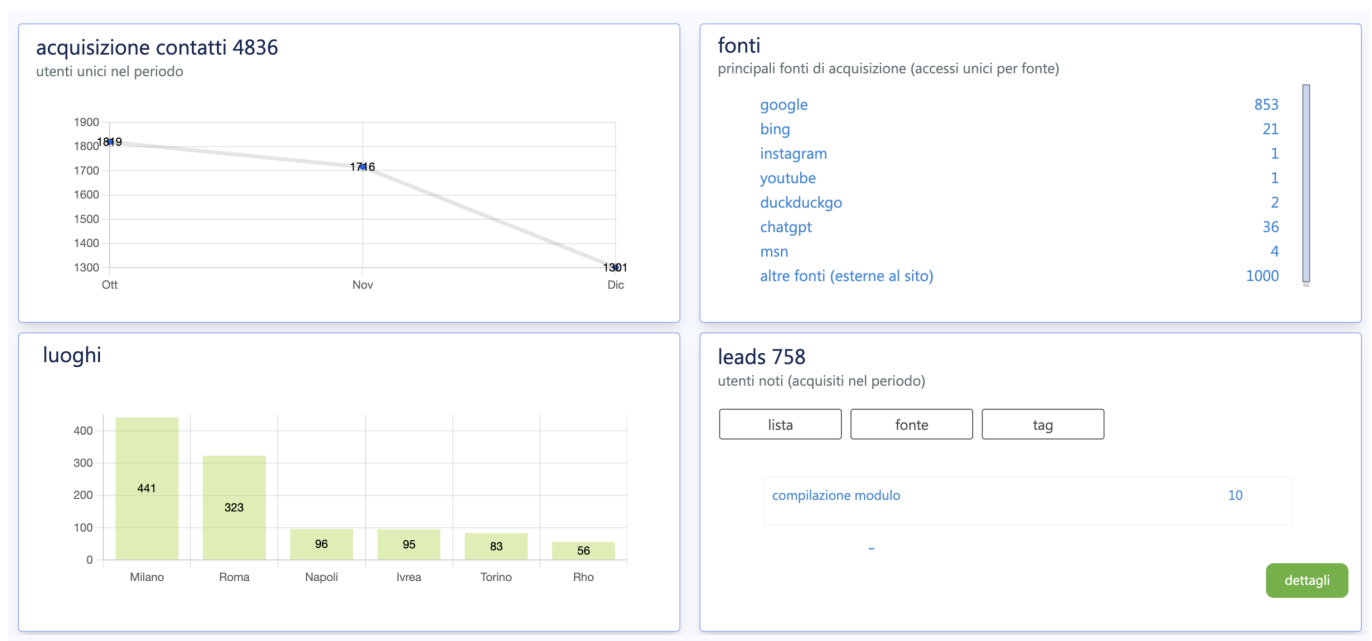 acquisizione contatti 4836
utenti unici nel periodo
1900
1800
1700
1600
1500
1400
1300
1819
1716
1301
Ott Nov Dic
fonti
principali fonti di acquisizione (accessi unici per fonte)
google 853
bing 21
instagram 1
youtube 1
duckduckgo 2
chatgpt 36
msn 4
altre fonti (esterne al sito) 1000
luoghi
400
300
200
100
0
441 323 96 95 83 56
Milano Roma Napoli Ivrea Torino Rho
leads 758
utenti noti (acquisiti nel periodo)
lista fonte tag
compilazione modulo 10
dettagli